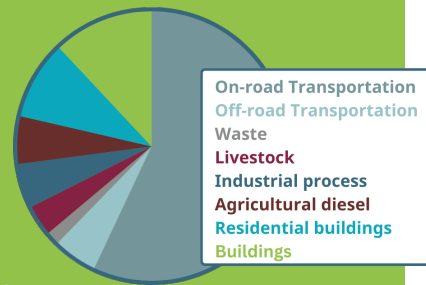 On-road Transportation
Off-road Transportation
Waste
Livestock
Industrial process
Agricultural diesel
Residential buildings
Buildings